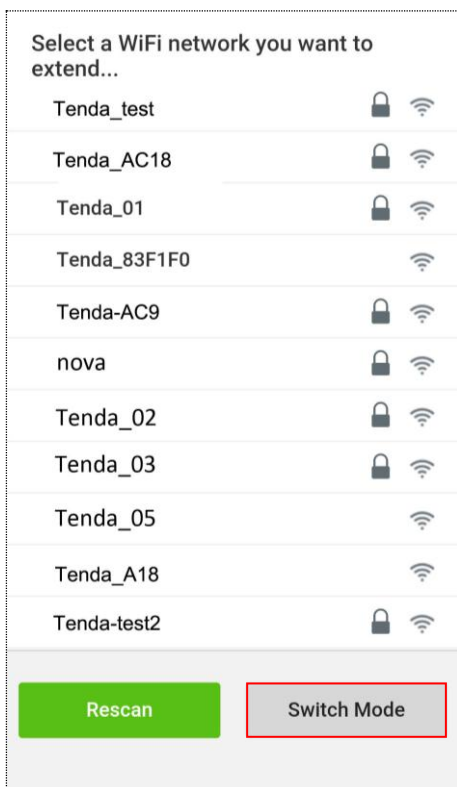 Select a WiFi network you want to
extend...
Tenda_test
Tenda_AC18
Tenda_01
Tenda_83F1F0
Tenda-AC9
nova
Tenda_02
Tenda_03
Tenda_05
Tenda_A18
Tenda-test2
Rescan
Switch Mode